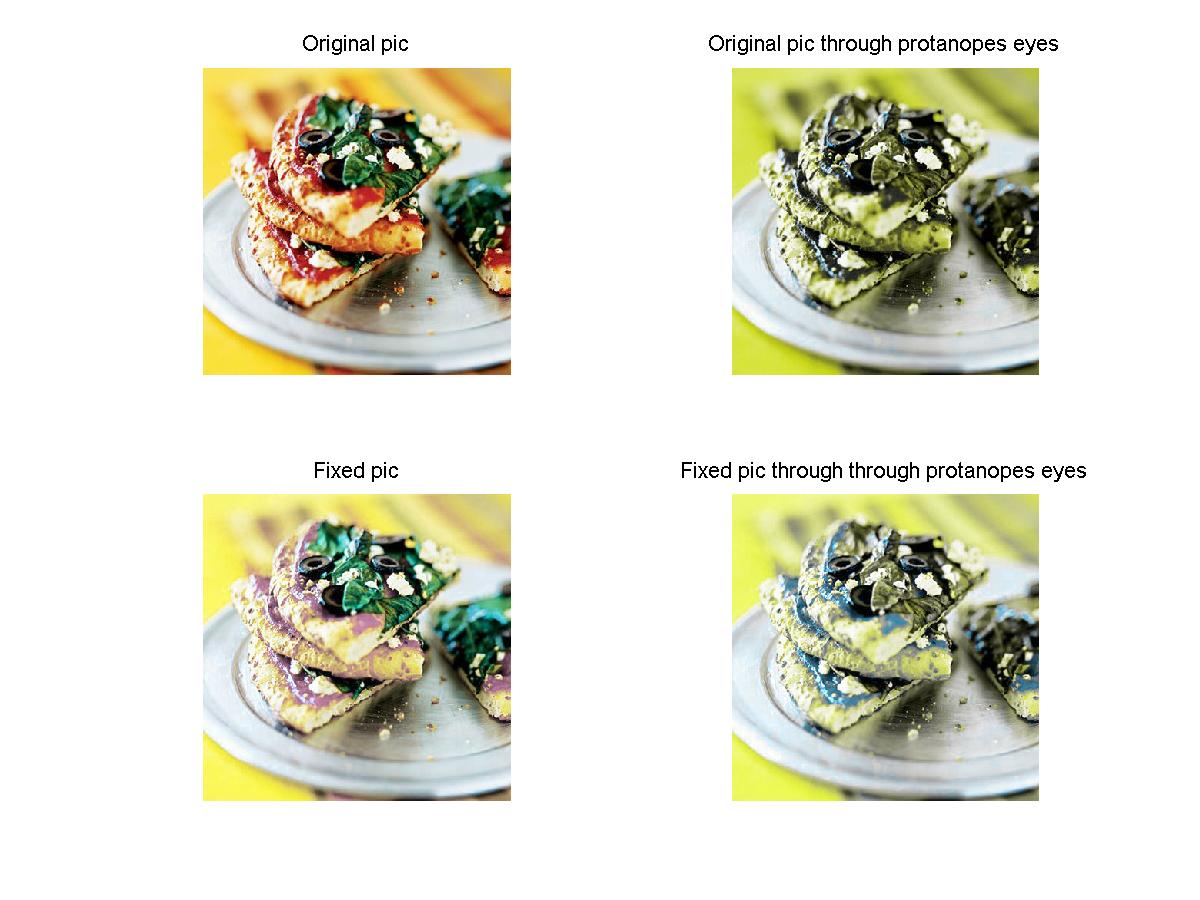 Original pic
Original pic through protanopes eyes
Fixed pic
Fixed pic through through protanopes eyes